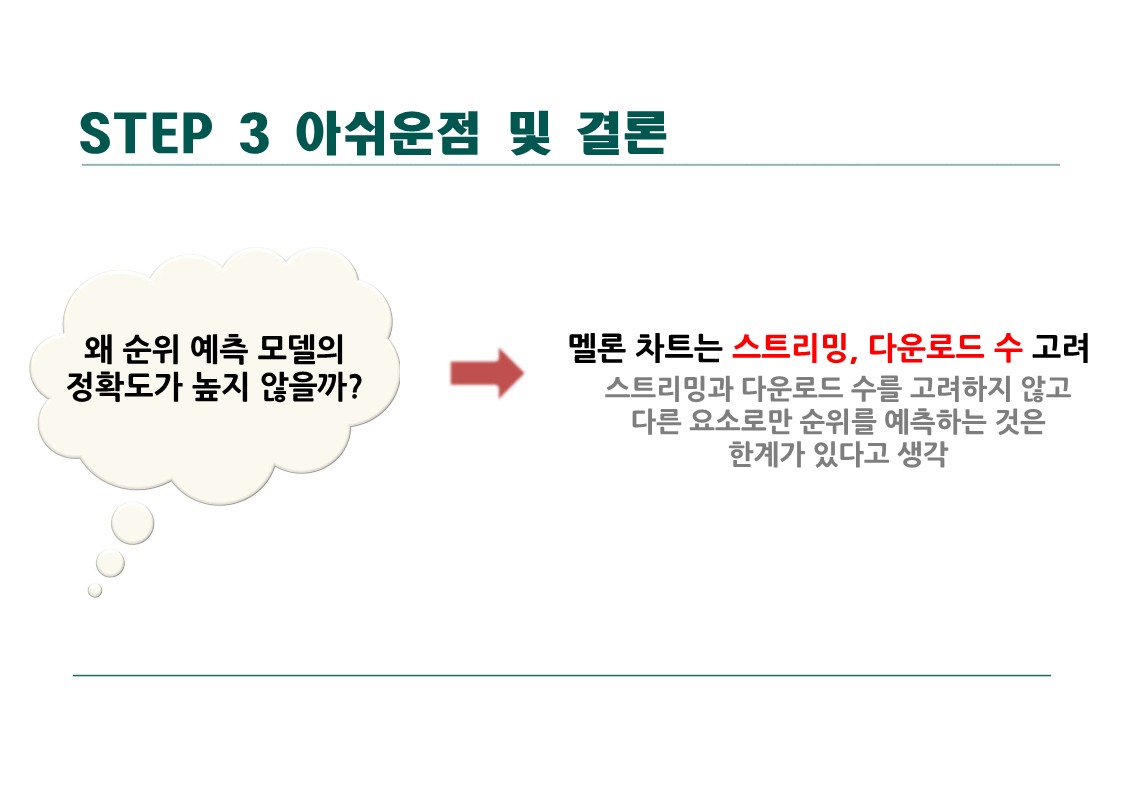 STEP 3 아쉬운점 및 결론
왜 순위 예측 모델의
정확도가 높지 않을까?
멜론 차트는 스트리밍, 다운로드 수 고려
스트리밍과 다운로드 수를 고려하지 않고
다른 요소로만 순위를 예측하는 것은
한계가 있다고 생각